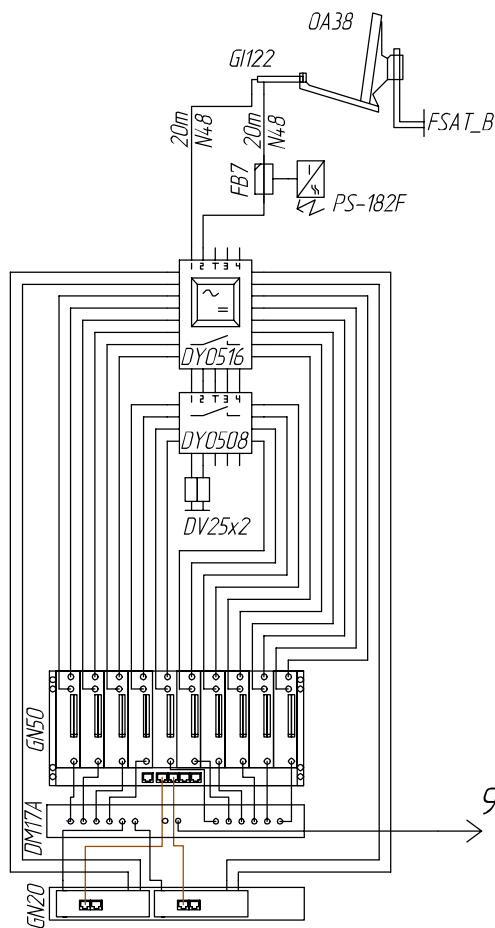 OA38
GI122
FSAT_B
20m
N48
20m
N48
FB7
PS-182F
1 2 T 3 4
DY0516
1 2 T 3 4
DY0508
DV25x2
GN50
DM17A
9
GN20